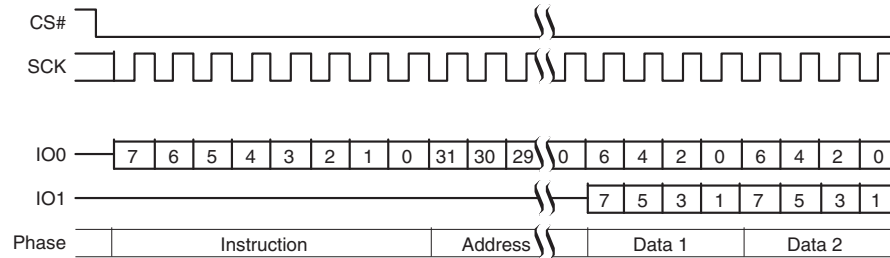 CS#
SCK
IO0 7 6 5 4 3 2 1 0 31 30 29 0 6 4 2 0 6 4 2 0
IO1 7 5 3 1 7 5 3 1
Phase Instruction Address Data 1 Data 2